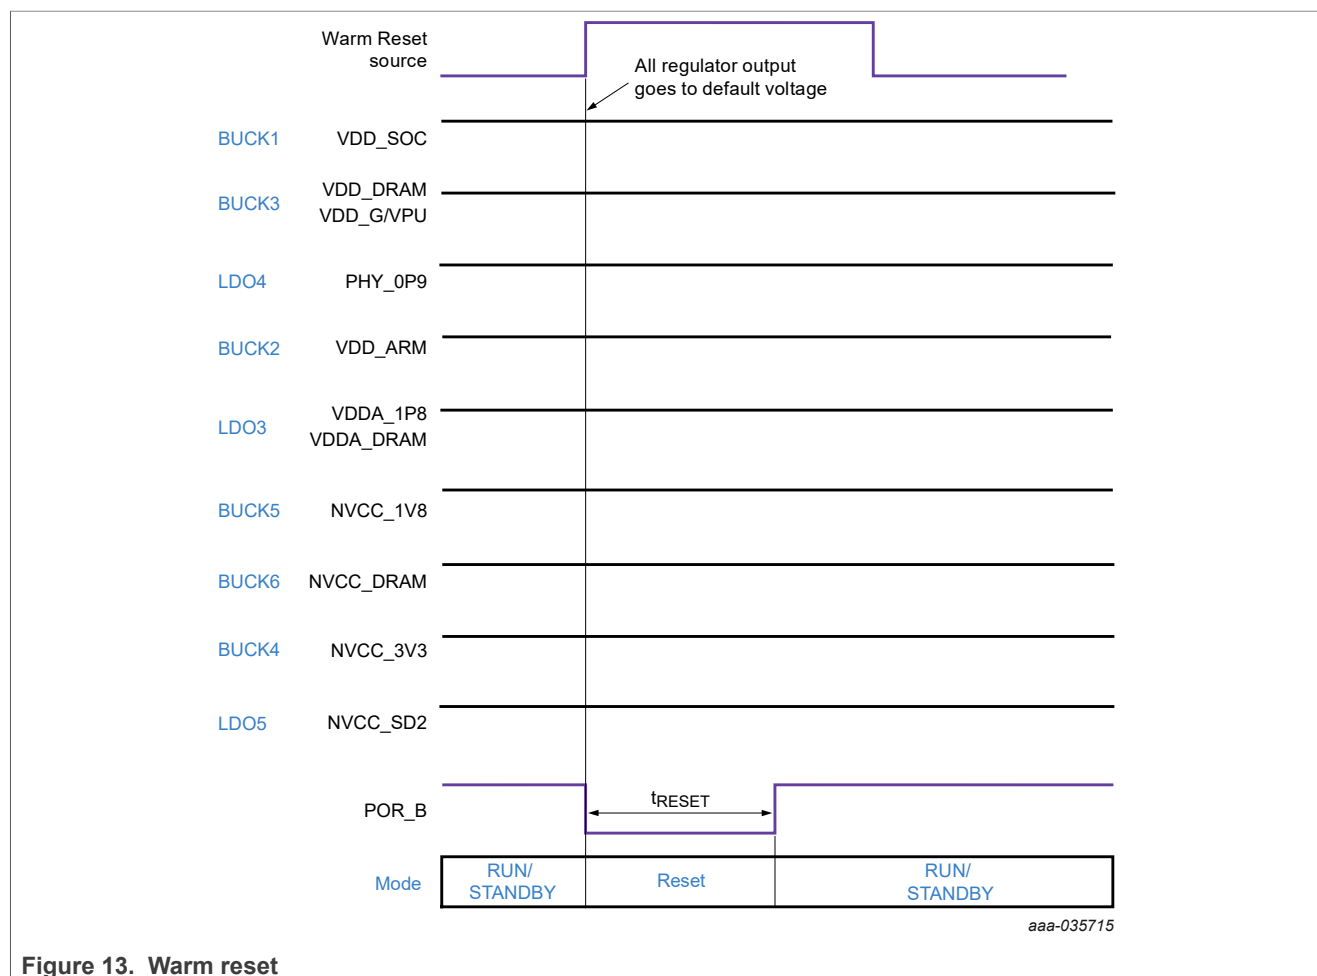 Warm Reset
source
All regulator output
goes to default voltage
BUCK1 VDD_SOC
BUCK3 VDD_DRAM
VDD_G/VPU
LDO4 PHY_0P9
BUCK2 VDD_ARM
LDO3 VDDA_1P8
VDDA_DRAM
BUCK5 NVCC_1V8
BUCK6 NVCC_DRAM
BUCK4 NVCC_3V3
LDO5 NVCC_SD2
POR_B tRESET
Mode RUN/
STANDBY Reset RUN/
STANDBY
aaa-035715
Figure 13. Warm reset